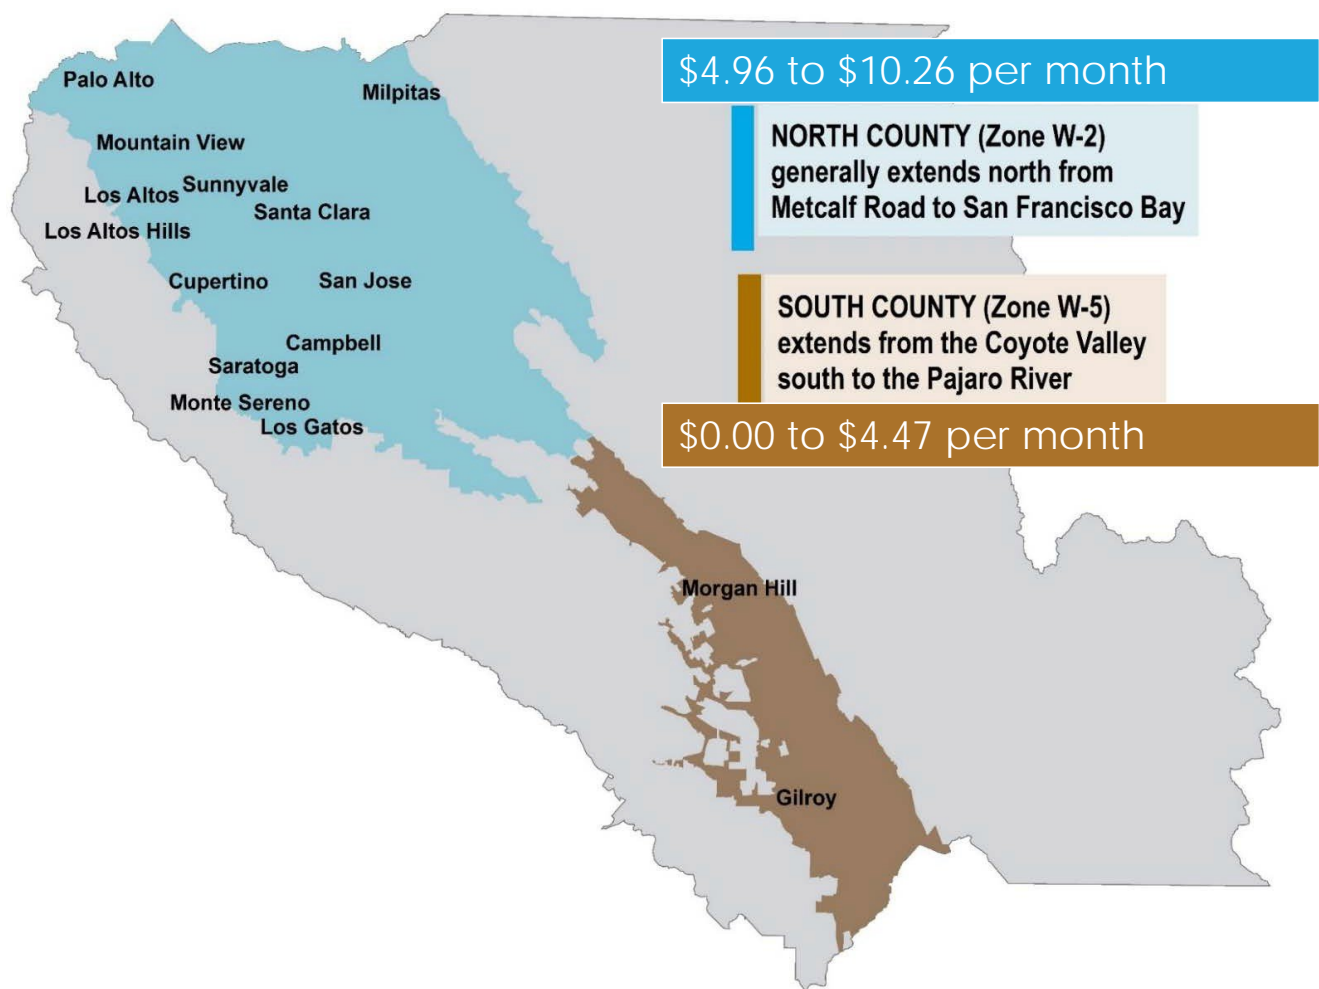 $4.96 to $10.26 per month
Palo Alto
Milpitas
NORTH COUNTY (Zone W-2)
generally extends north from
Metcalf Road to San Francisco Bay
Mountain View
Los Altos
Sunnyvale
Santa Clara
Los Altos Hills
Cupertino
San Jose
SOUTH COUNTY (Zone W-5)
extends from the Coyote Valley
south to the Pajaro River
Campbell
Saratoga
Monte Sereno
Los Gatos
$0.00 to $4.47 per month
Morgan Hill
Gilroy